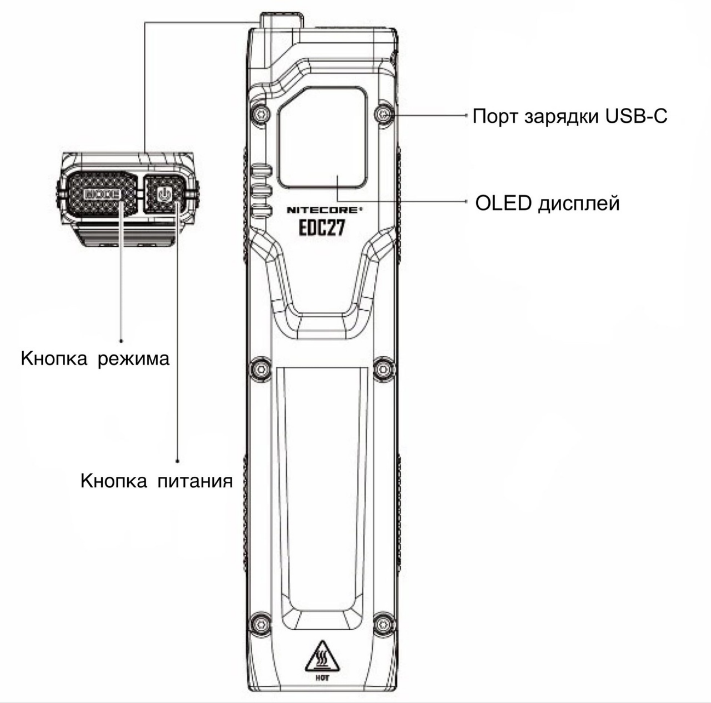 Порт зарядки USB-C
MODE
OLED дисплей
NITECORE®
EDC27
Кнопка режима
Кнопка питания
HOT